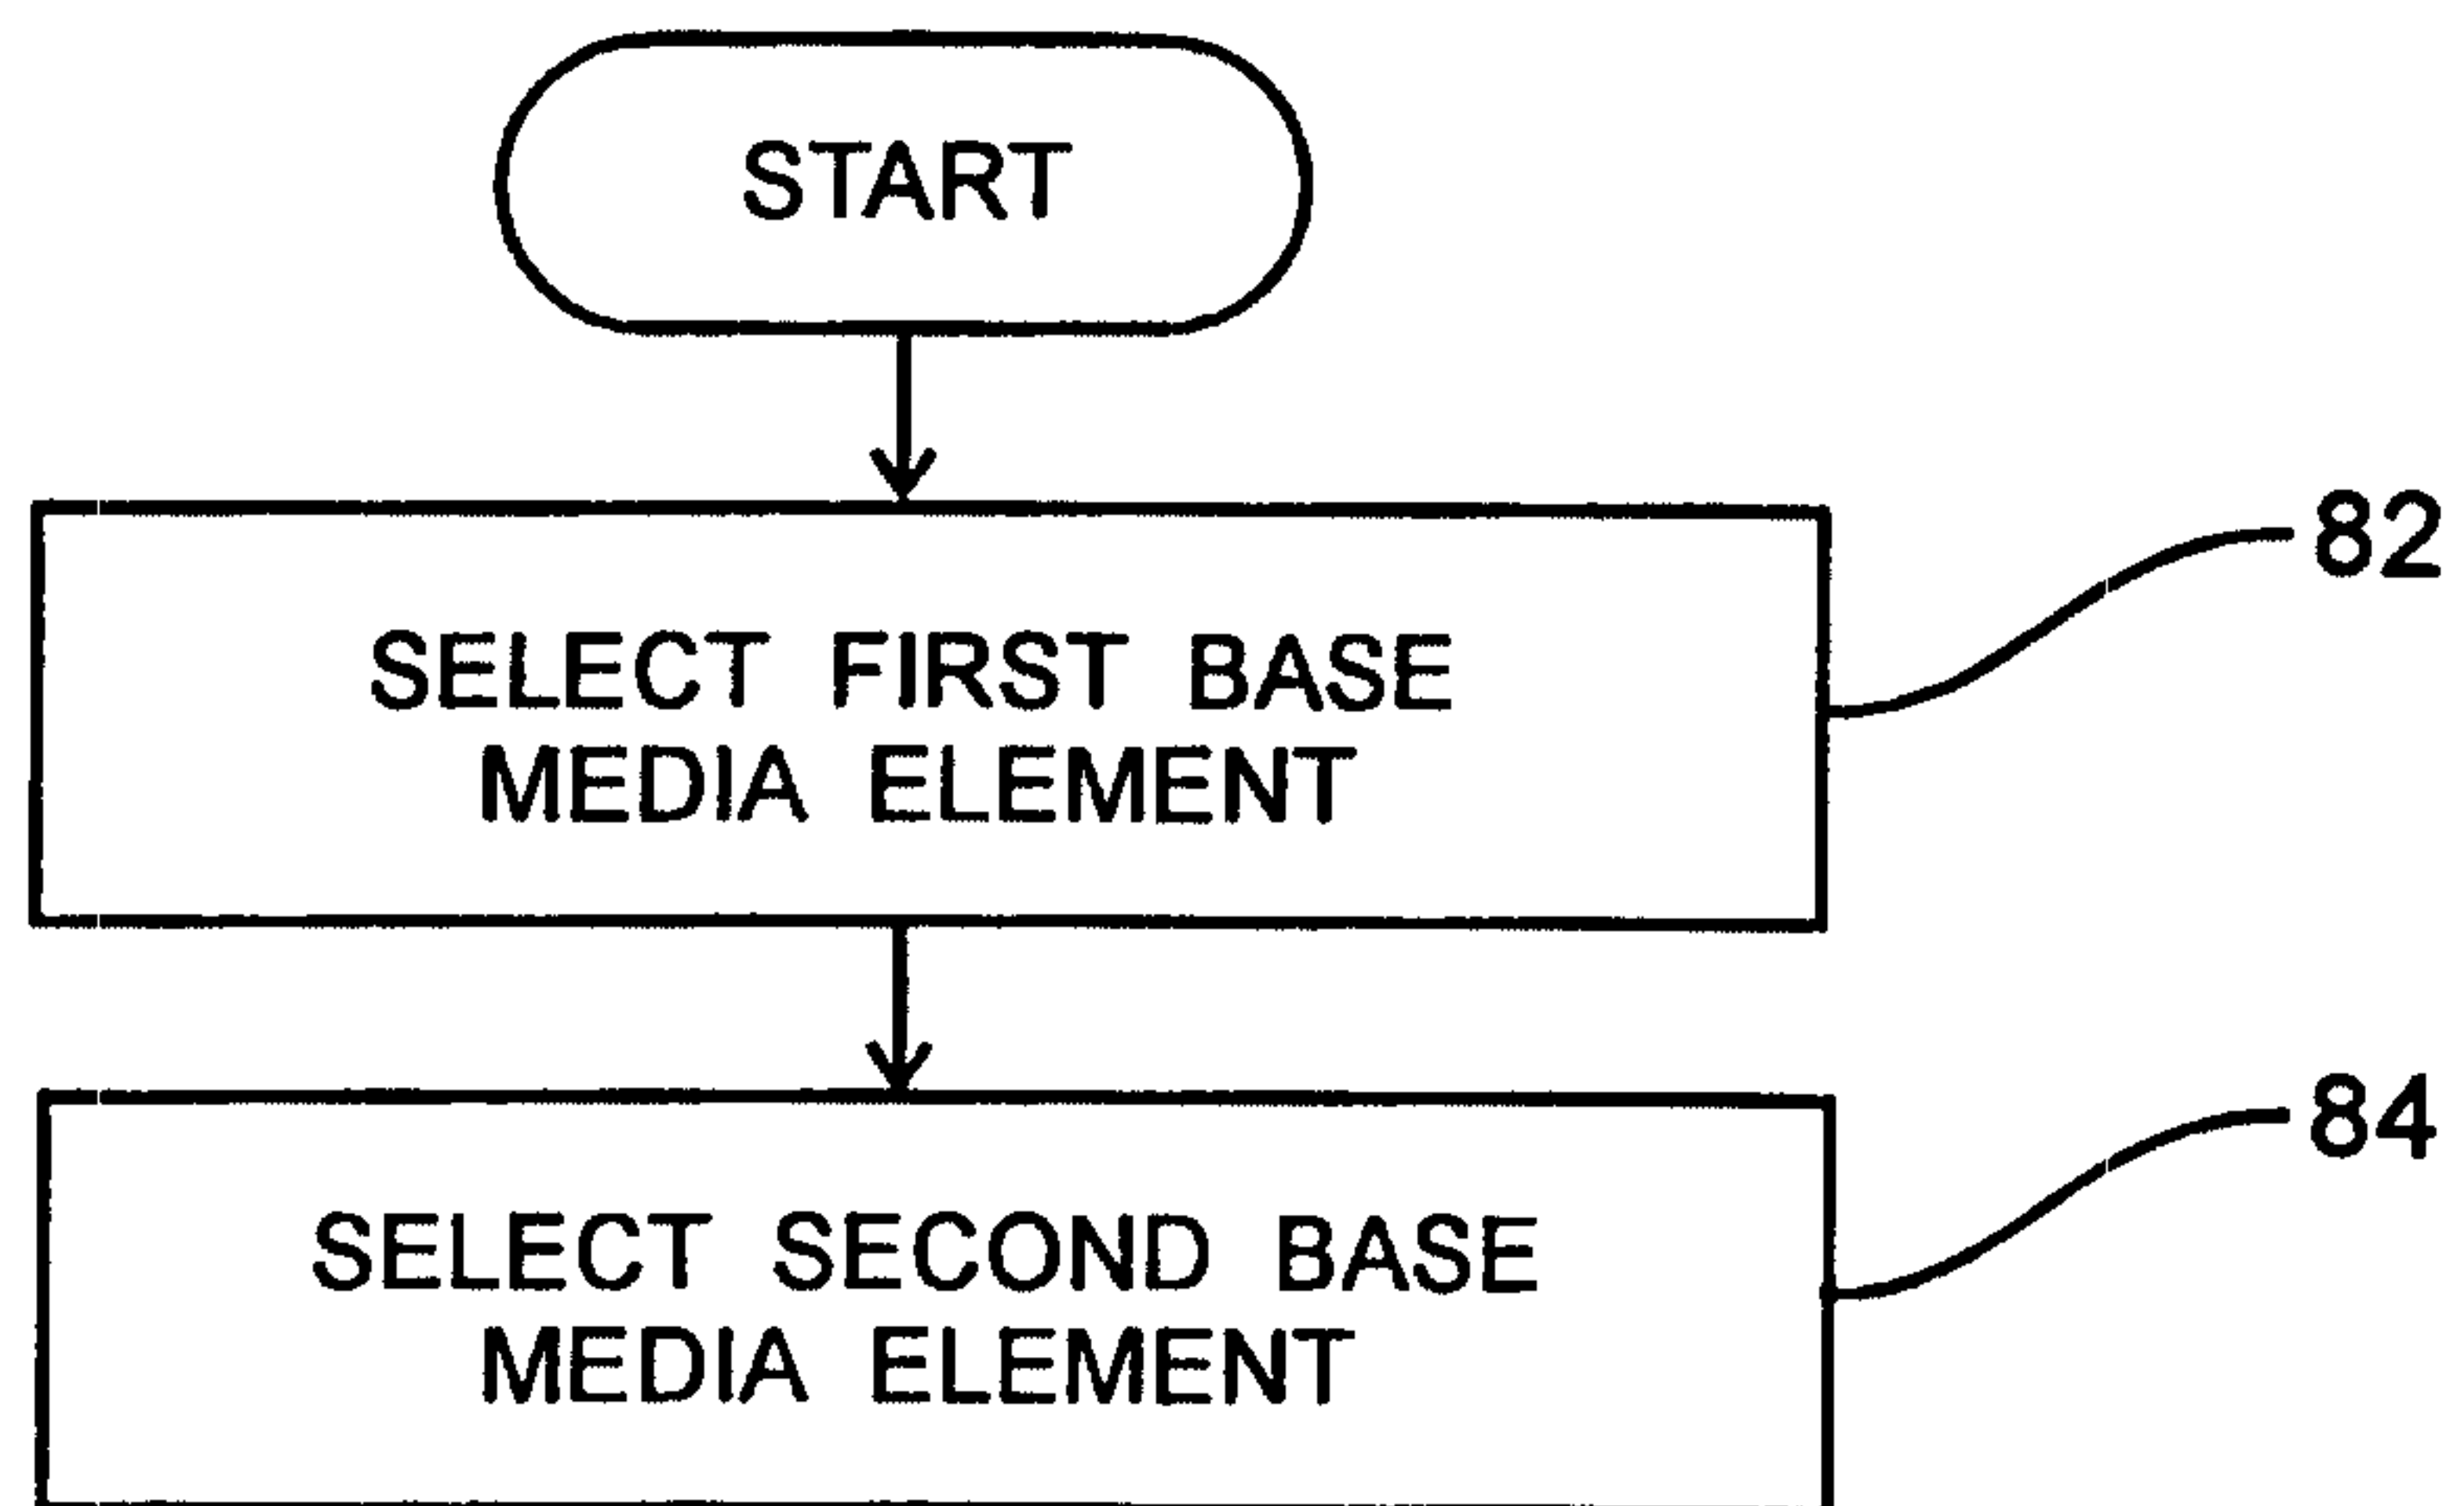 START
82
SELECT FIRST BASE
MEDIA ELEMENT
84
SELECT SECOND BASE
MEDIA ELEMENT